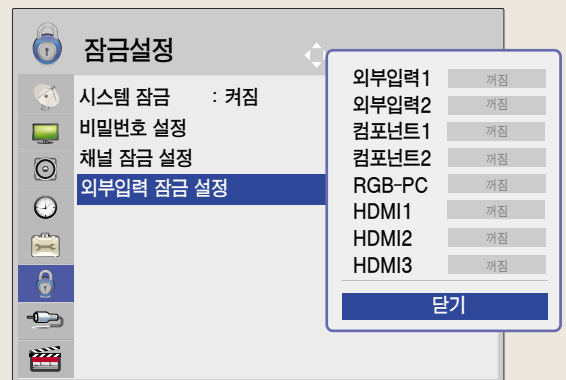 잠금설정
시스템 잠금 : 켜짐
비밀번호 설정
채널 잠금 설정
외부입력 잠금 설정
외부입력1 꺼짐
외부입력2 꺼짐
컴포넌트1 꺼짐
컴포넌트2 꺼짐
RGB-PC 꺼짐
HDMI1 꺼짐
HDMI2 꺼짐
HDMI3 꺼짐
닫기